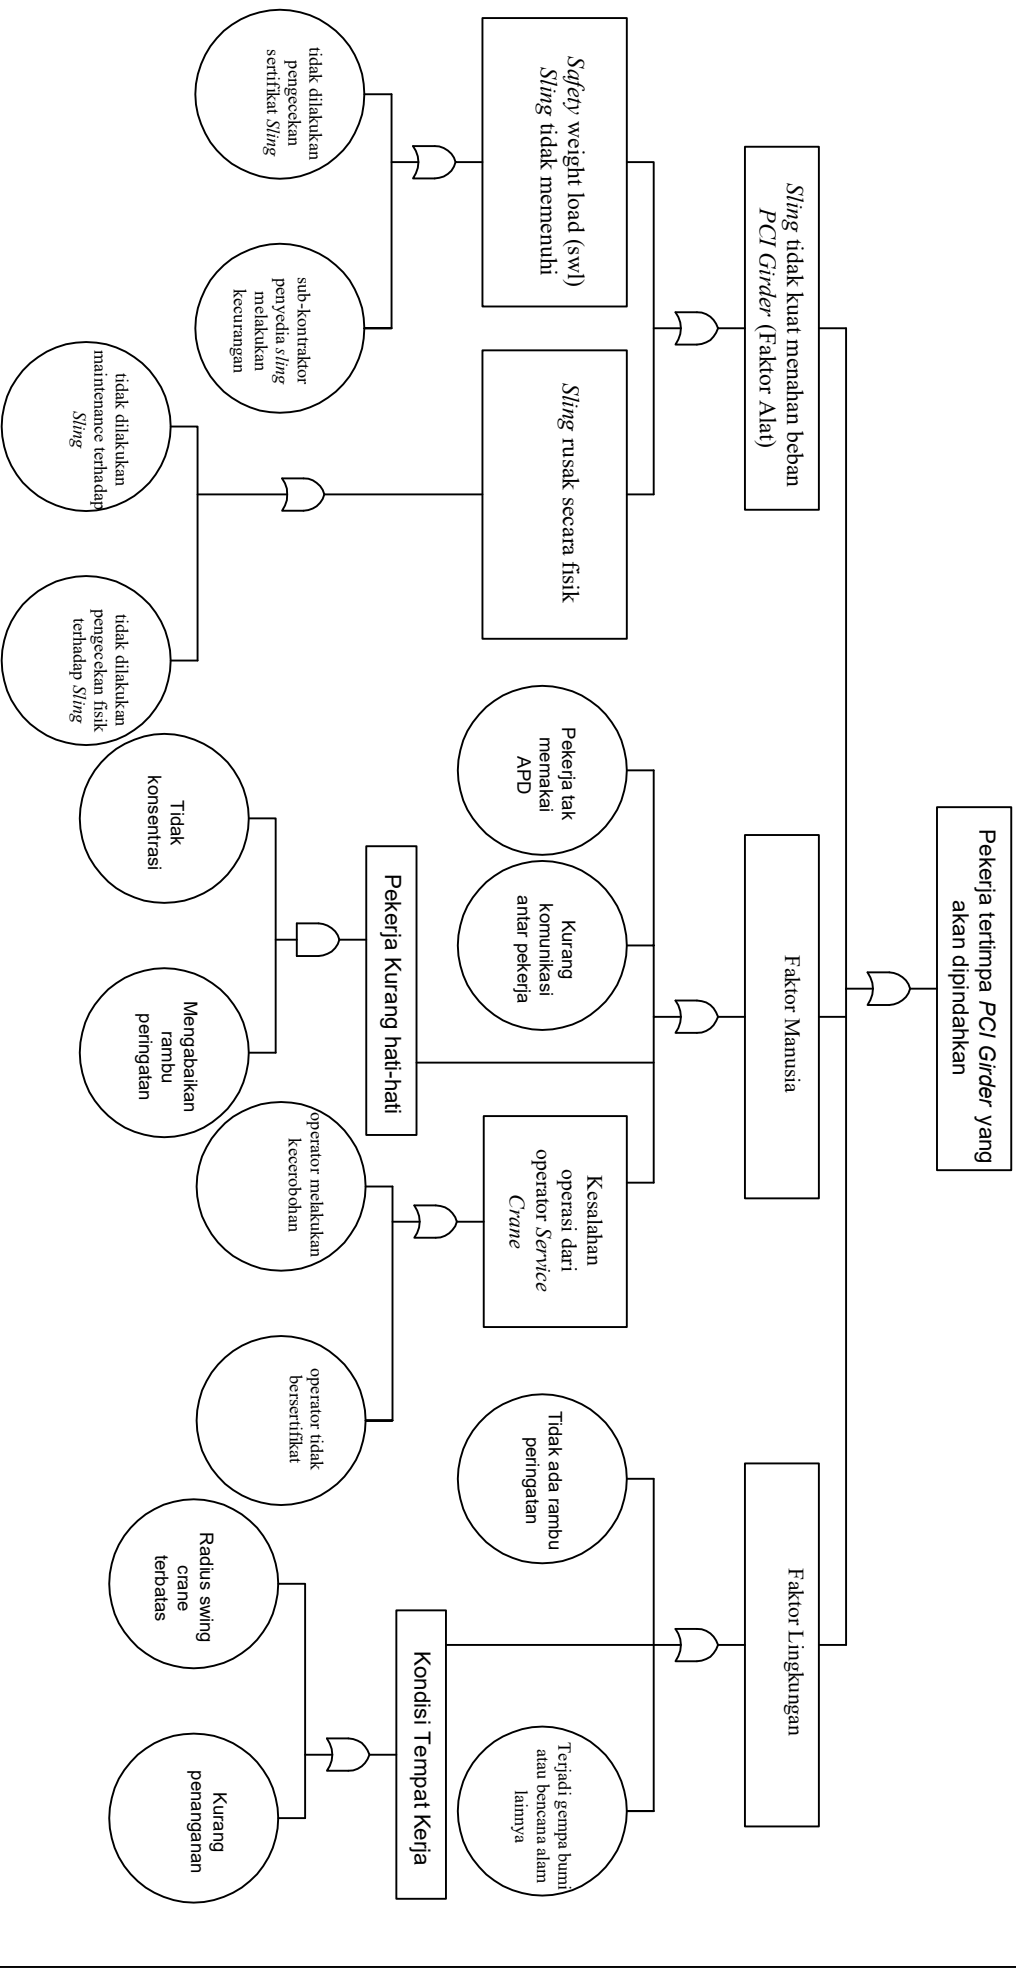 Pekerja tertimpa PCI Girder yang
akan dipindahkan
Sling tidak kuat menahan beban
PCI Girder (Faktor Alat)
Faktor Manusia
Faktor Lingkungan
Safety weight load (swl)
Sling tidak memenuhi
Sling rusak secara fisik
Pekerja tak
memakai
APD
Kurang
komunikasi
antar pekerja
Kesalahan
operasi dari
operator Service
Crane
Tidak ada rambu
peringatan
Terjadi gempa bumi
atau bencana alam
lainnya
Pekerja Kurang hati-hati
Kondisi Tempat Kerja
tidak dilakukan
pengecekan
sertifikat Sling
sub-kontraktor
penyedia sling
melakukan
kecurangan
operator melakukan
kecerobohan
operator tidak
bersertifikat
tidak dilakukan
maintenance terhadap
Sling
tidak dilakukan
pengecekan fisik
terhadap Sling
Tidak
konsentrasi
Mengabaikan
rambu
peringatan
Radius swing
crane
terbatas
Kurang
penanganan